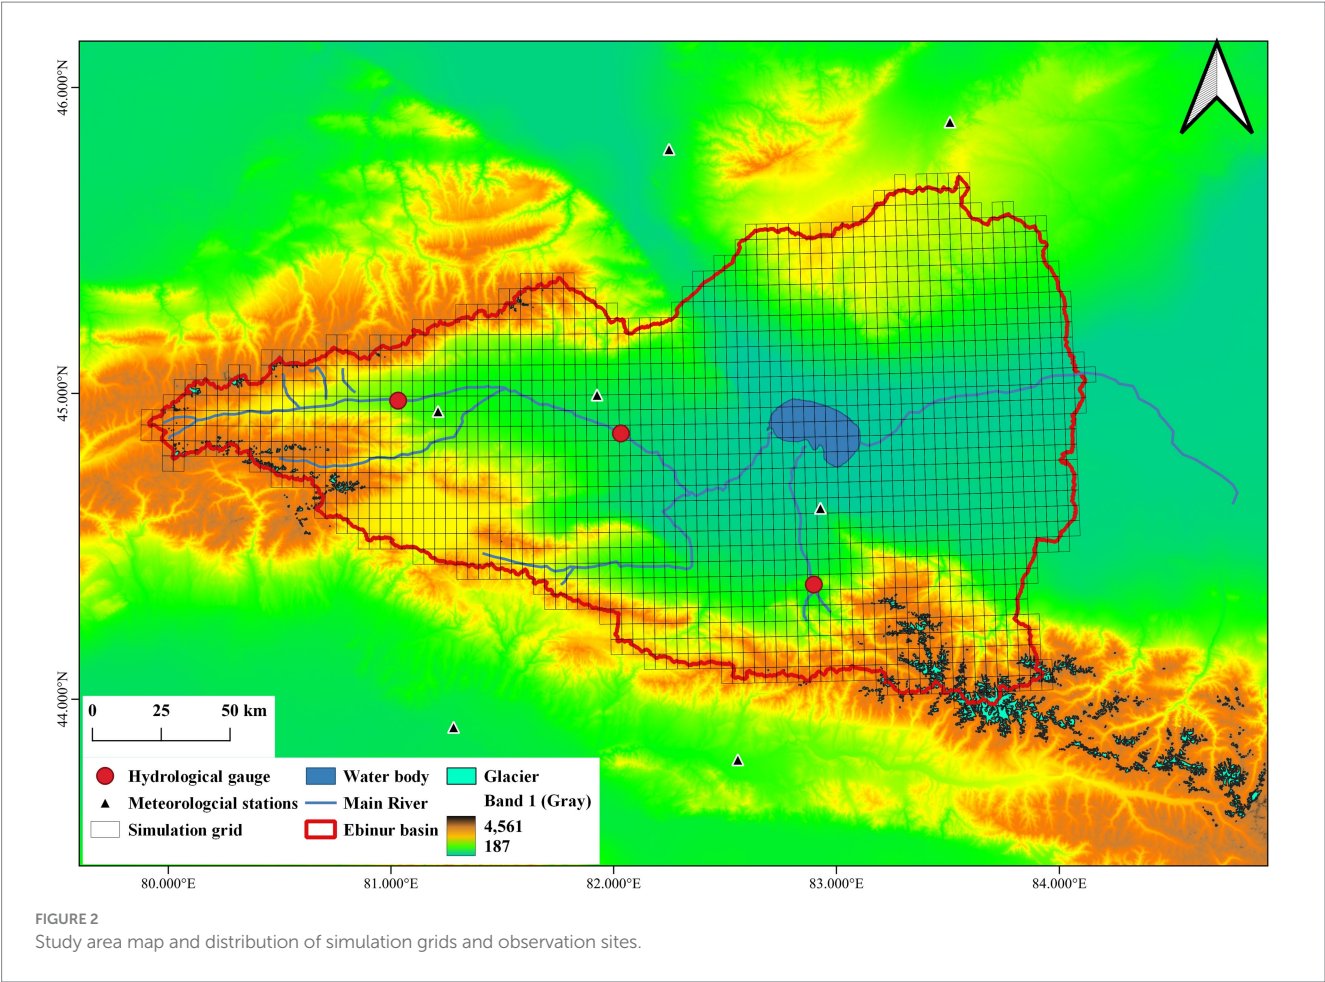 46.000°N
45.000°N
44.000°N
0 25 50 km
Hydrological gauge
Water body
Glacier
Meteorologcial stations
Main River
Band 1 (Gray)
Simulation grid
Ebinur basin
4,561
187
80.000°E 81.000°E 82.000°E 83.000°E 84.000°E
FIGURE 2
Study area map and distribution of simulation grids and observation sites.